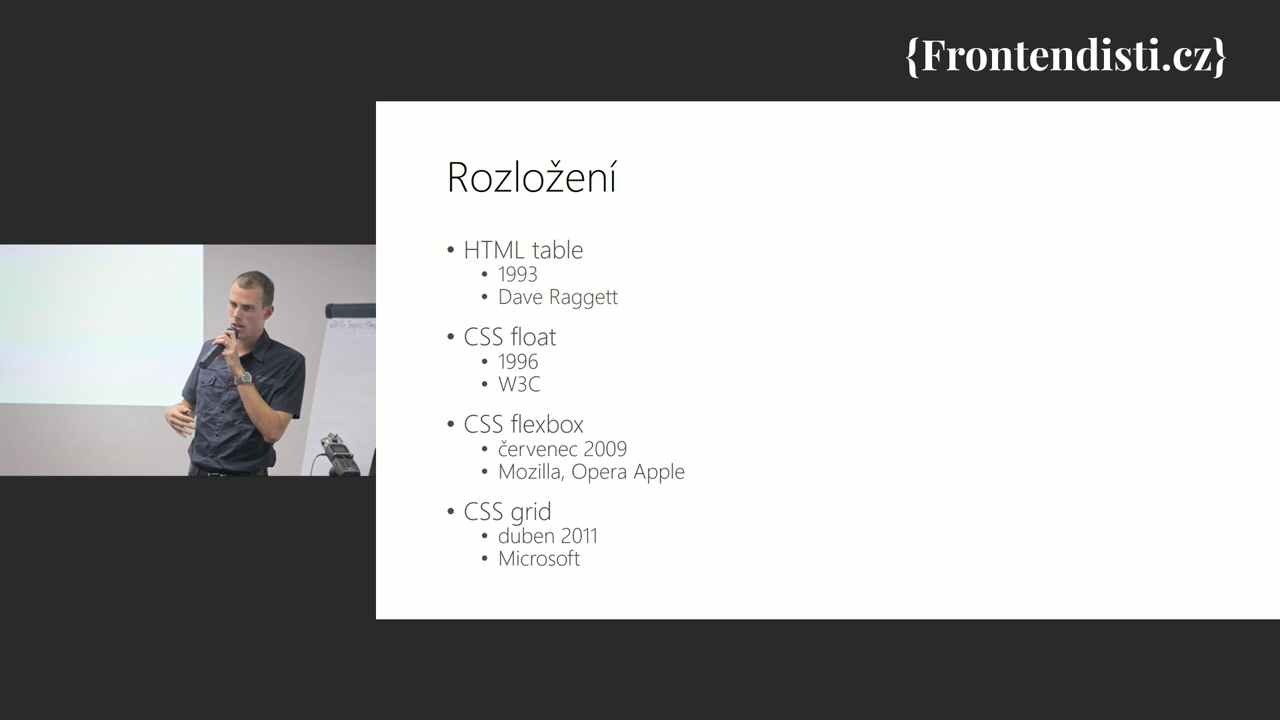 {Frontendisti.cz}
Rozložení
• HTML table
• 1993
• Dave Raggett
• CSS float
• 1996
• W3C
• CSS flexbox
• červenec 2009
• Mozilla, Opera Apple
• CSS grid
• duben 2011
• Microsoft